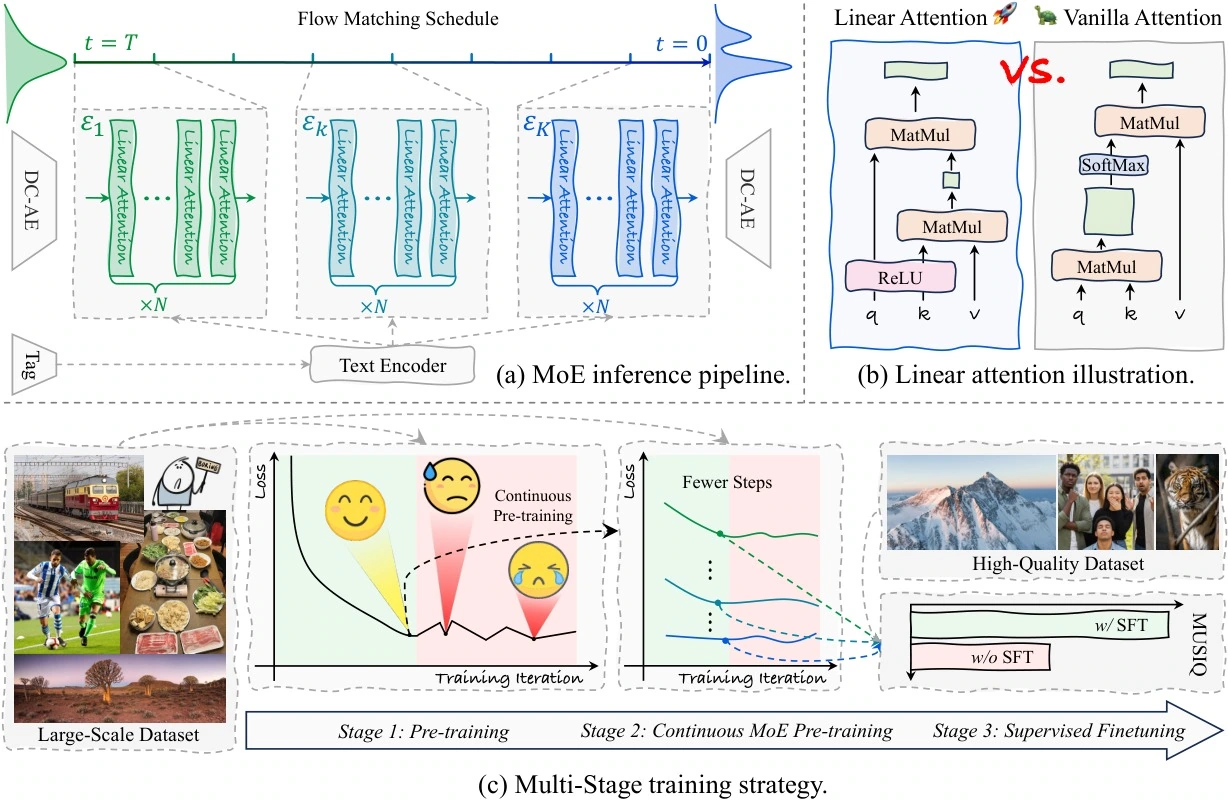 Flow Matching Schedule
t = T
t = 0
ε₁
Linear Attention
...
Linear Attention
Linear Attention
×N
εk
Linear Attention
...
Linear Attention
Linear Attention
×N
εK
Linear Attention
...
Linear Attention
Linear Attention
×N
DC-AE
DC-AE
Tag
Text Encoder
(a) MoE inference pipeline.
Linear Attention
Vanilla Attention
VS.
MatMul
MatMul
ReLU
q k v
MatMul
SoftMax
MatMul
q k v
(b) Linear attention illustration.
BORING
Large-Scale Dataset
Loss
Continuous
Pre-training
Training Iteration
Loss
Fewer Steps
Training Iteration
High-Quality Dataset
w/ SFT
w/o SFT
MUSIQ
Stage 1: Pre-training
Stage 2: Continuous MoE Pre-training
Stage 3: Supervised Finetuning
(c) Multi-Stage training strategy.